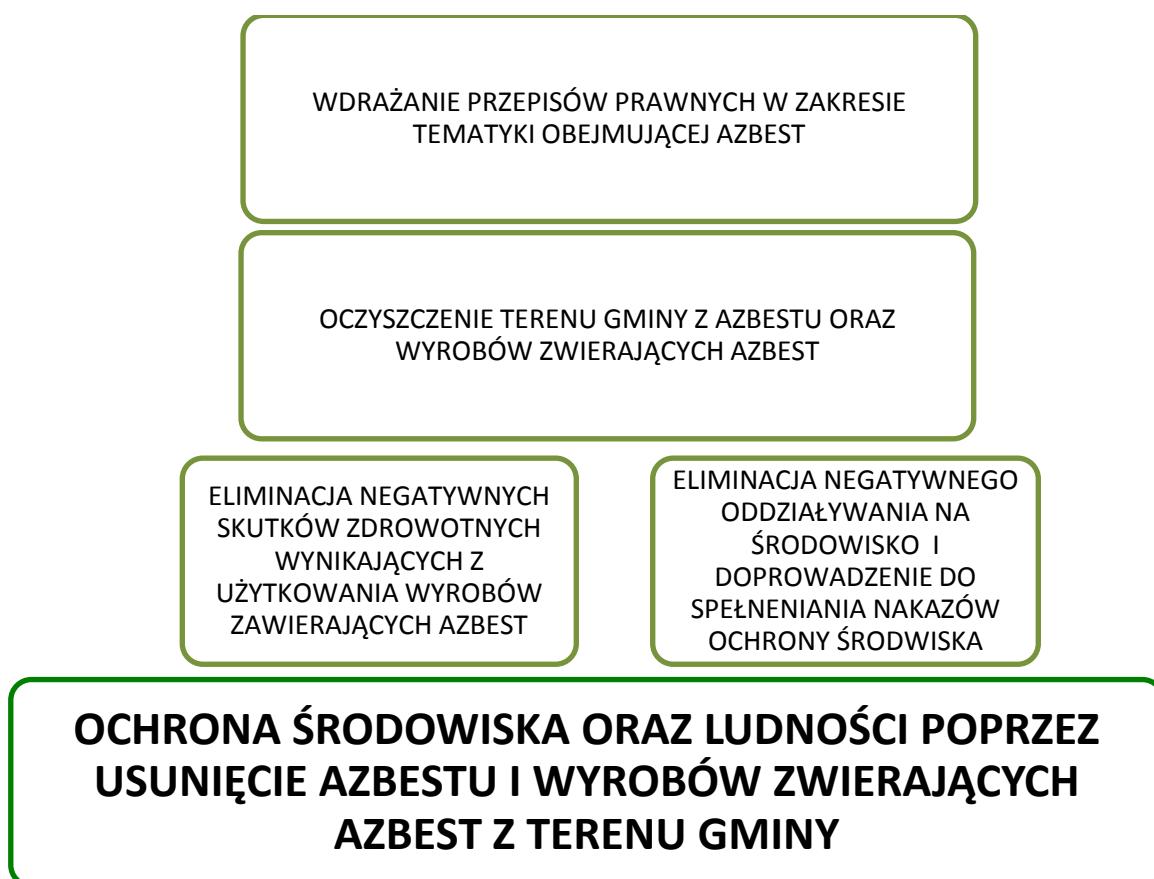 WDRAŻANIE PRZEPISÓW PRAWNYCH W ZAKRESIE
TEMATYKI OBEJMUJĄCEJ AZBEST
OCZYSZCZENIE TERENU GMINY Z AZBESTU ORAZ
WYROBÓW ZWIERAJĄCYCH AZBEST
ELIMINACJA NEGATYWNYCH
SKUTKÓW ZDROWOTNYCH
WYNIKAJĄCYCH Z
UŻYTKOWANIA WYROBÓW
ZAWIERAJĄCYCH AZBEST
ELIMINACJA NEGATYWNEGO
ODDZIAŁYWANIA NA
ŚRODOWISKO I
DOPROWADZENIE DO
SPEŁNENIANIA NAKAZÓW
OCHRONY ŚRODWISKA
OCHRONA ŚRODOWISKA ORAZ LUDNOŚCI POPRZEZ
USUNIĘCIE AZBESTU I WYROBÓW ZWIERAJĄCYCH
AZBEST Z TERENU GMINY